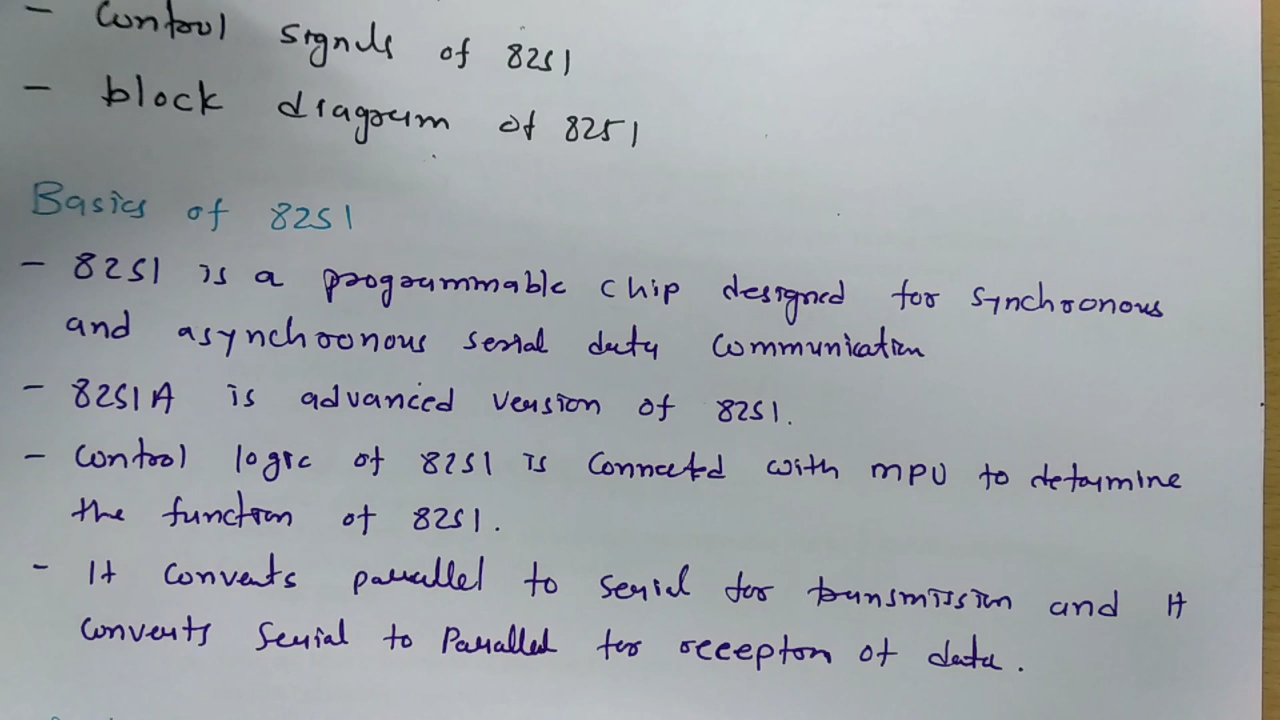 - Control signals of 8251
- block diagram of 8251
Basics of 8251
- 8251 is a programmable chip designed for synchronous
and asynchronous serial data communication
- 8251A is advanced version of 8251.
- Control logic of 8251 is connected with MPU to determine
the function of 8251.
- It converts parallel to serial for transmission and it
converts serial to Parallel for reception of data.